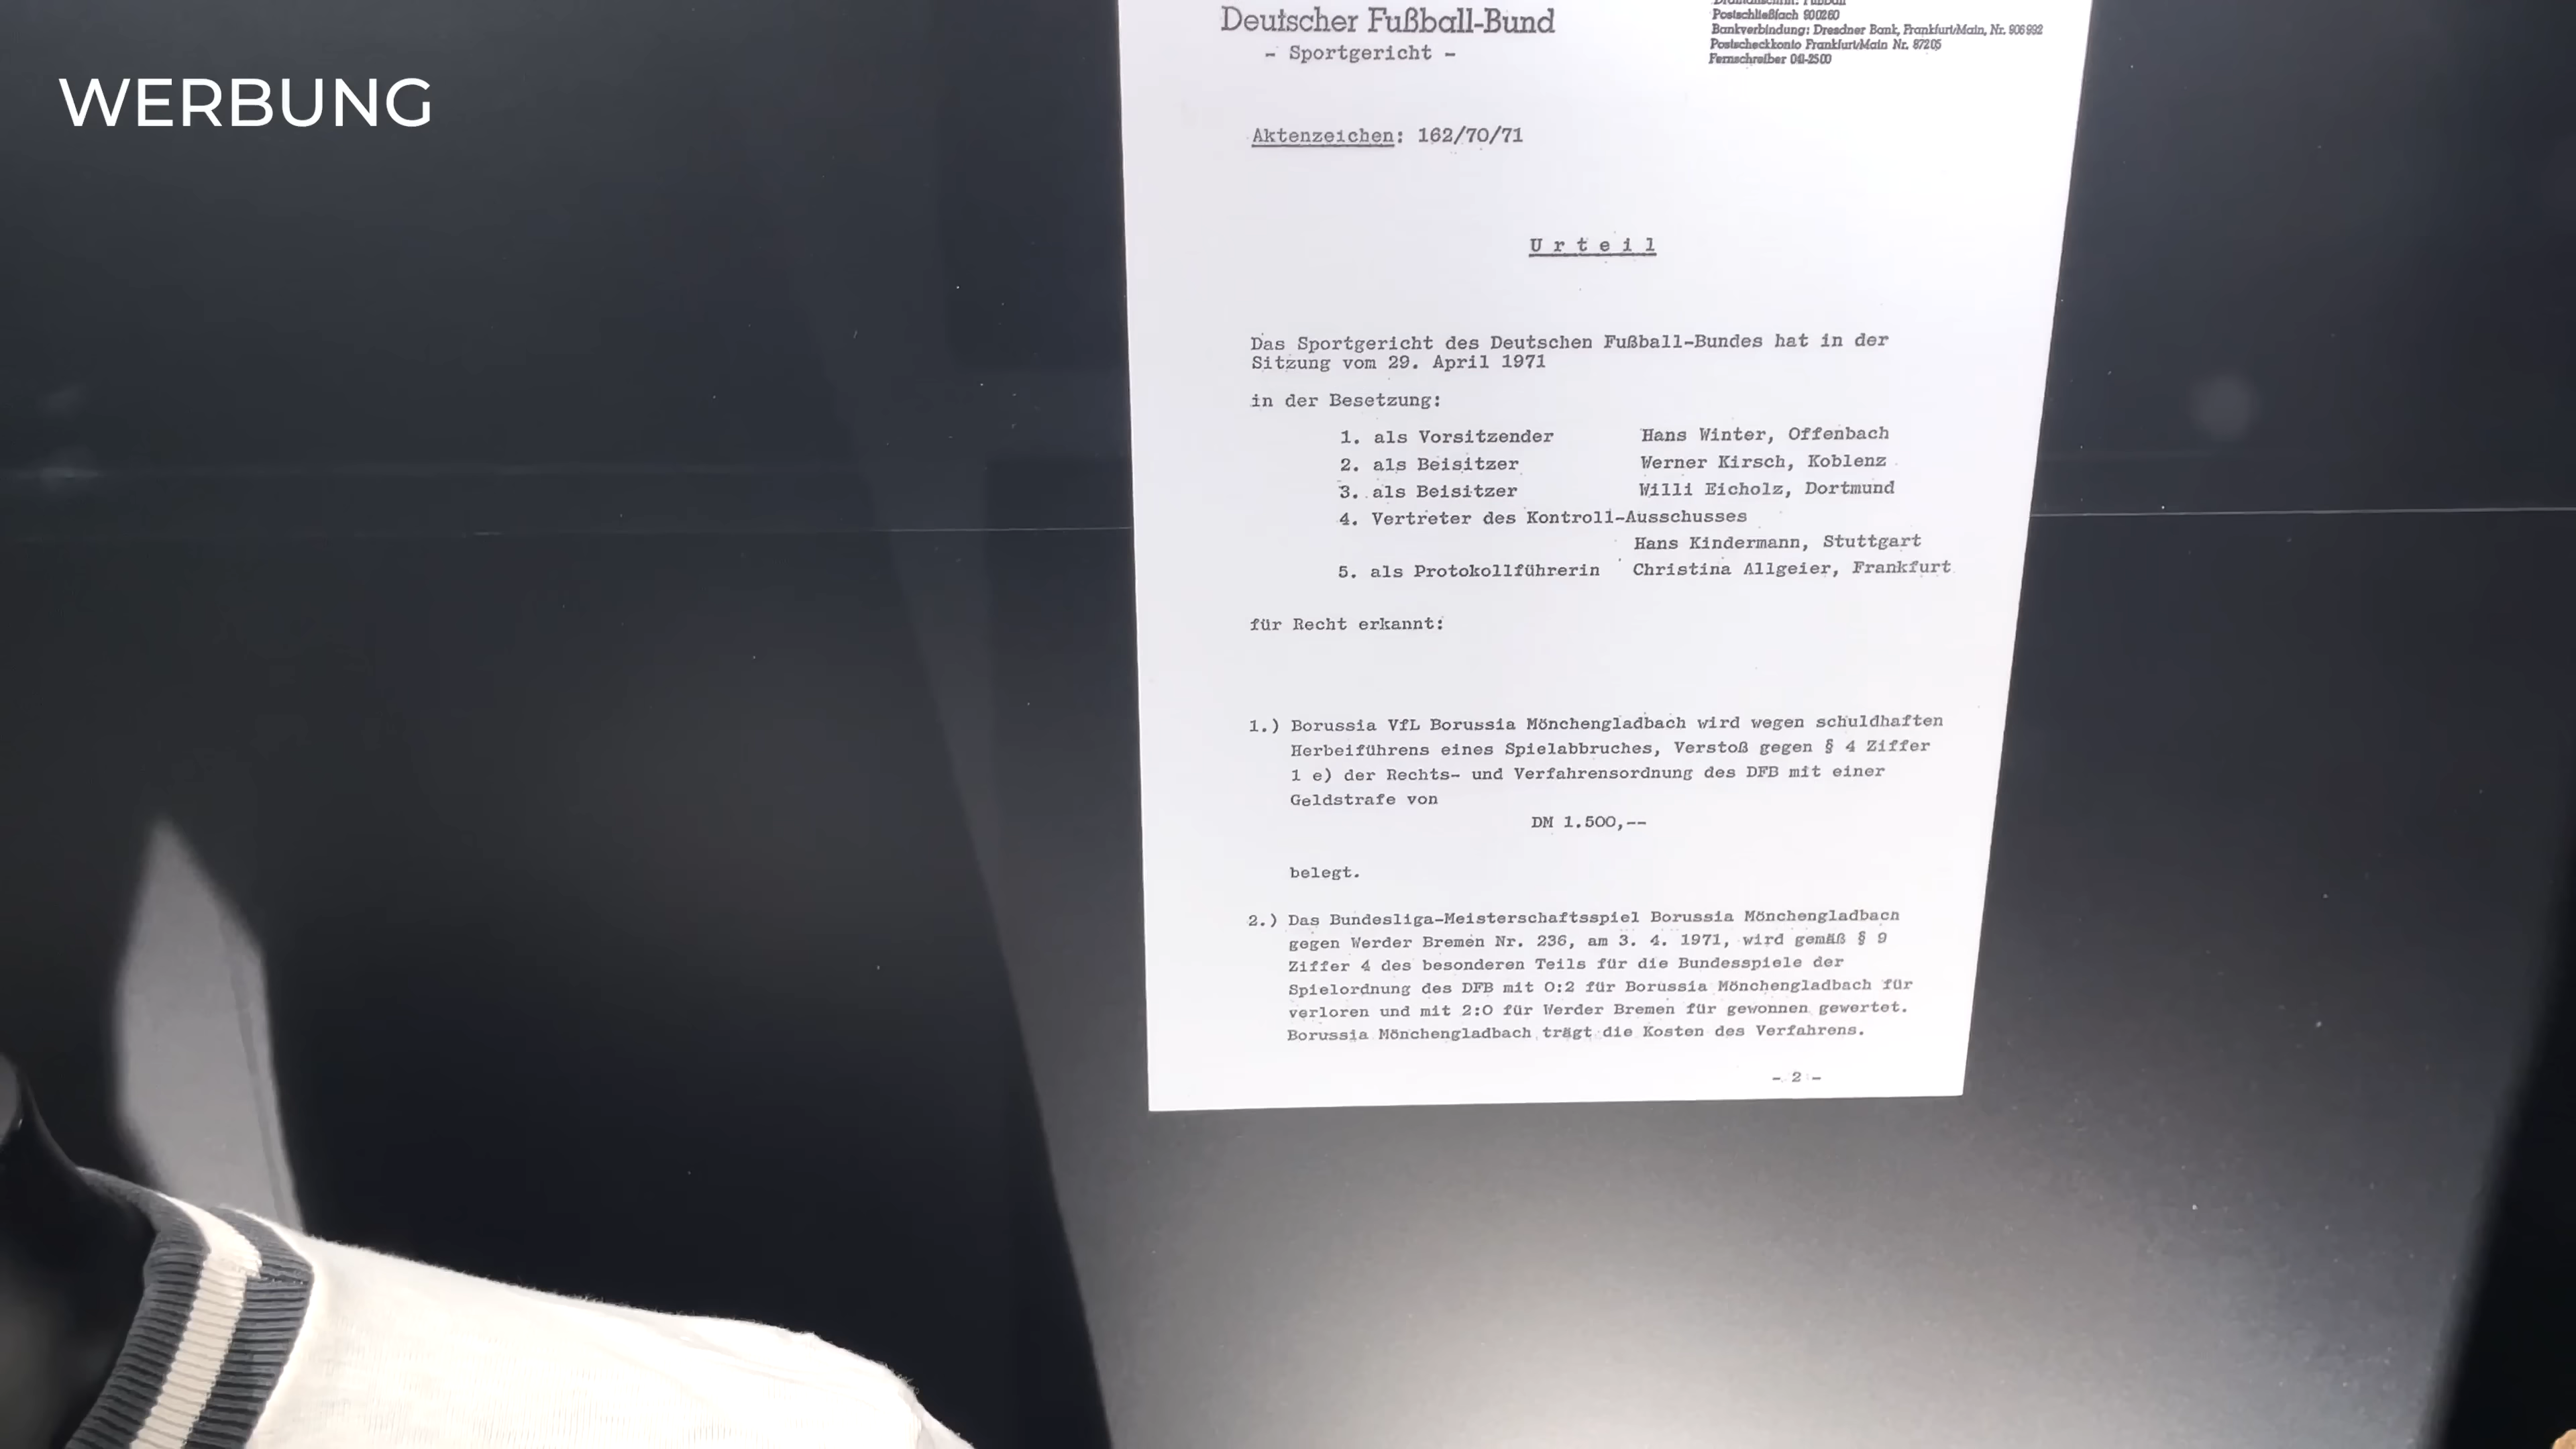 WERBUNG
Deutscher Fußball-Bund
- Sportgericht -
Postschließfach 900260
Bankverbindung: Dresdner Bank, Frankfurt/Main, Nr. 906992
Postscheckkonto Frankfurt/Main Nr. 87205
Fernschreiber
Aktenzeichen: 162/70/71
Urteil
Das Sportgericht des Deutschen Fußball-Bundes hat in der
Sitzung vom 29. April 1971
in der Besetzung:
1. als Vorsitzender Hans Winter, Offenbach
2. als Beisitzer Werner Kirsch, Koblenz
3. als Beisitzer Willi Eicholz, Dortmund
4. Vertreter des Kontroll-Ausschusses
Hans Kindermann, Stuttgart
5. als Protokollführerin Christina Allgeier, Frankfurt
für Recht erkannt:
1.) Borussia VfL Borussia Mönchengladbach wird wegen schuldhaften
Herbeiführens eines Spielabbruches, Verstoß gegen § 4 Ziffer
1 e) der Rechts- und Verfahrensordnung des DFB mit einer
Geldstrafe von
DM 1.500,--
belegt.
2.) Das Bundesliga-Meisterschaftsspiel Borussia Mönchengladbach
gegen Werder Bremen Nr. 236, am 3. 4. 1971, wird gemäß § 9
Ziffer 4 des besonderen Teils für die Bundesspiele der
Spielordnung des DFB mit 0:2 für Borussia Mönchengladbach für
verloren und mit 2:0 für Werder Bremen für gewonnen gewertet.
Borussia Mönchengladbach trägt die Kosten des Verfahrens.
- 2 -